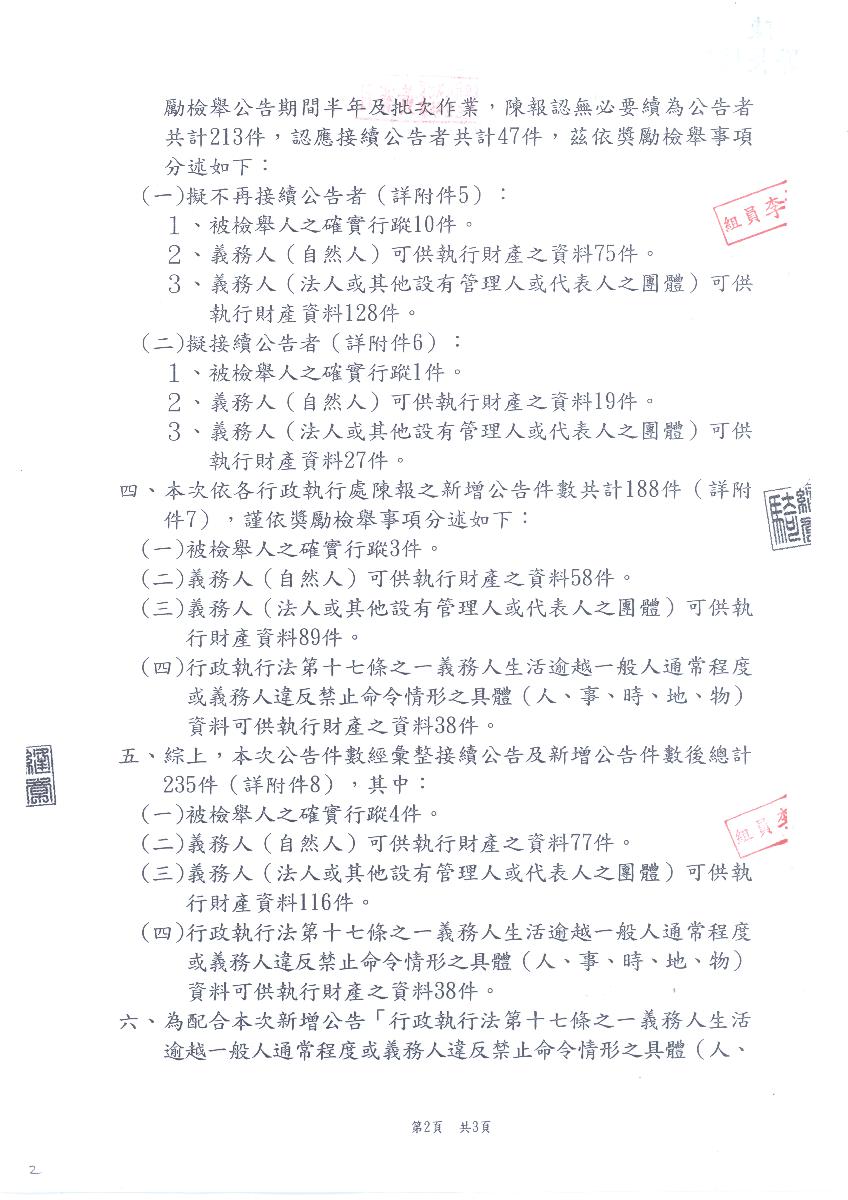 勵檢舉公告期間半年及批次作業，陳報認無必要續為公告者
共計213件，認應接續公告者共計47件，茲依獎勵檢舉事項
分述如下：
(一)擬不再接續公告者（詳附件5）：
1、被檢舉人之確實行蹤10件。
2、義務人（自然人）可供執行財產之資料75件。
3、義務人（法人或其他設有管理人或代表人之團體）可供
執行財產資料128件。
(二)擬接續公告者（詳附件6）：
1、被檢舉人之確實行蹤1件。
2、義務人（自然人）可供執行財產之資料19件。
3、義務人（法人或其他設有管理人或代表人之團體）可供
執行財產資料27件。
四、本次依各行政執行處陳報之新增公告件數共計188件（詳附
件7），謹依獎勵檢舉事項分述如下：
(一)被檢舉人之確實行蹤3件。
(二)義務人（自然人）可供執行財產之資料58件。
(三)義務人（法人或其他設有管理人或代表人之團體）可供執
行財產資料89件。
(四)行政執行法第十七條之一義務人生活逾越一般人通常程度
或義務人違反禁止命令情形之具體（人、事、時、地、物）
資料可供執行財產之資料38件。
五、綜上，本次公告件數經彙整接續公告及新增公告件數後總計
235件（詳附件8），其中：
(一)被檢舉人之確實行蹤4件。
(二)義務人（自然人）可供執行財產之資料77件。
(三)義務人（法人或其他設有管理人或代表人之團體）可供執
行財產資料116件。
(四)行政執行法第十七條之一義務人生活逾越一般人通常程度
或義務人違反禁止命令情形之具體（人、事、時、地、物）
資料可供執行財產之資料38件。
六、為配合本次新增公告「行政執行法第十七條之一義務人生活
逾越一般人通常程度或義務人違反禁止命令情形之具體（人、
第2頁 共3頁
2
組員李
騎
組員李